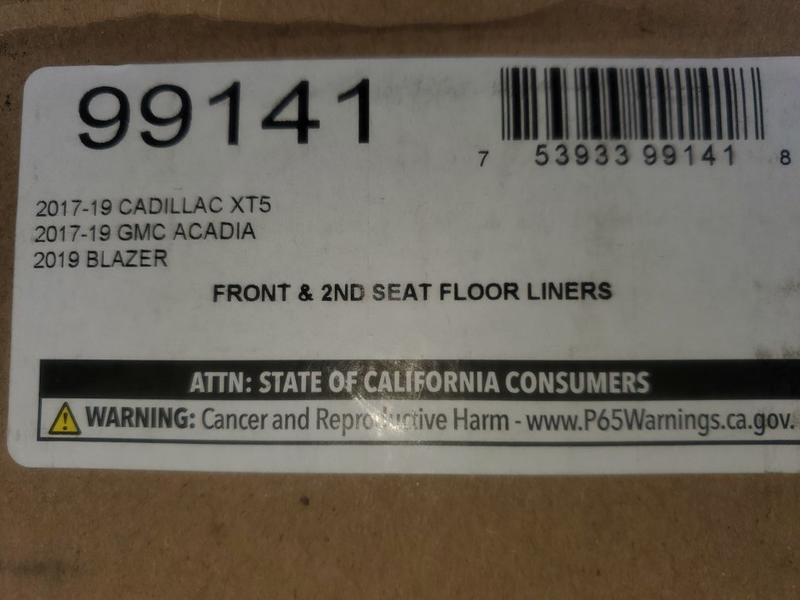 99141
7 53933 99141 8
2017-19 CADILLAC XT5
2017-19 GMC ACADIA
2019 BLAZER
FRONT & 2ND SEAT FLOOR LINERS
ATTN: STATE OF CALIFORNIA CONSUMERS
WARNING: Cancer and Reproductive Harm - www.P65Warnings.ca.gov.